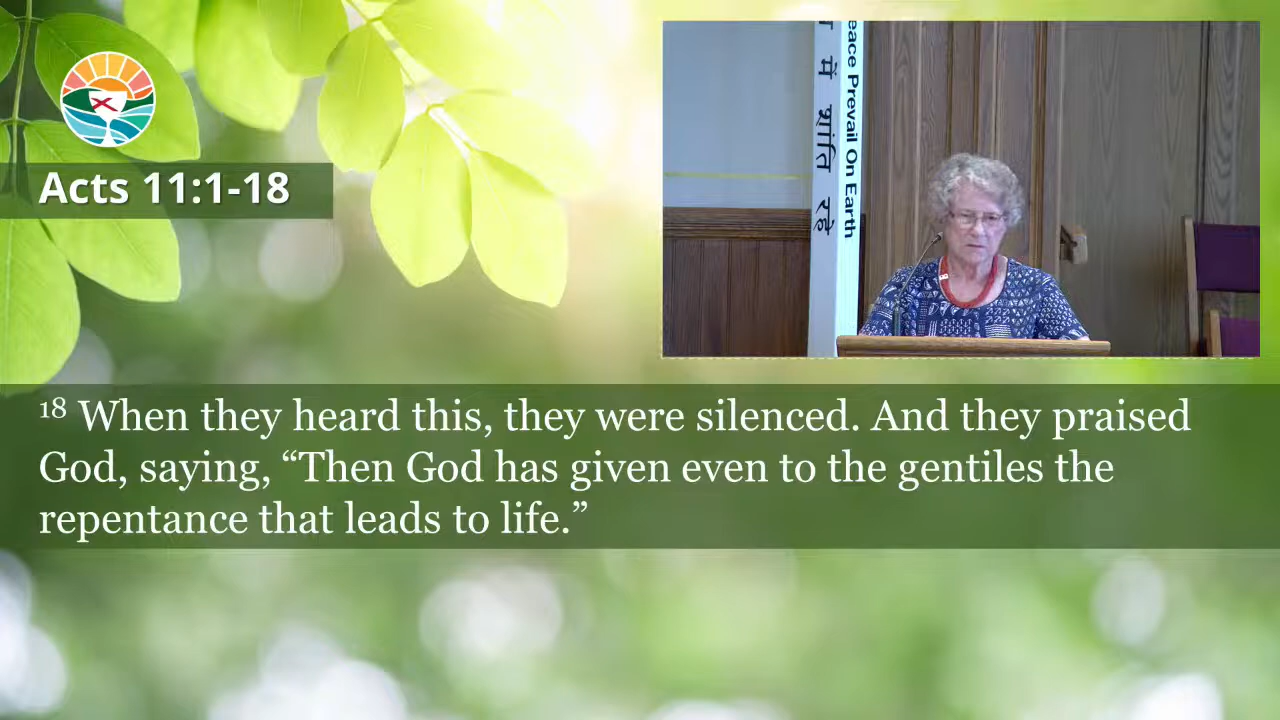 Acts 11:1-18
में शांति रहे
eace Prevail On Earth
18 When they heard this, they were silenced. And they praised
God, saying, “Then God has given even to the gentiles the
repentance that leads to life.”